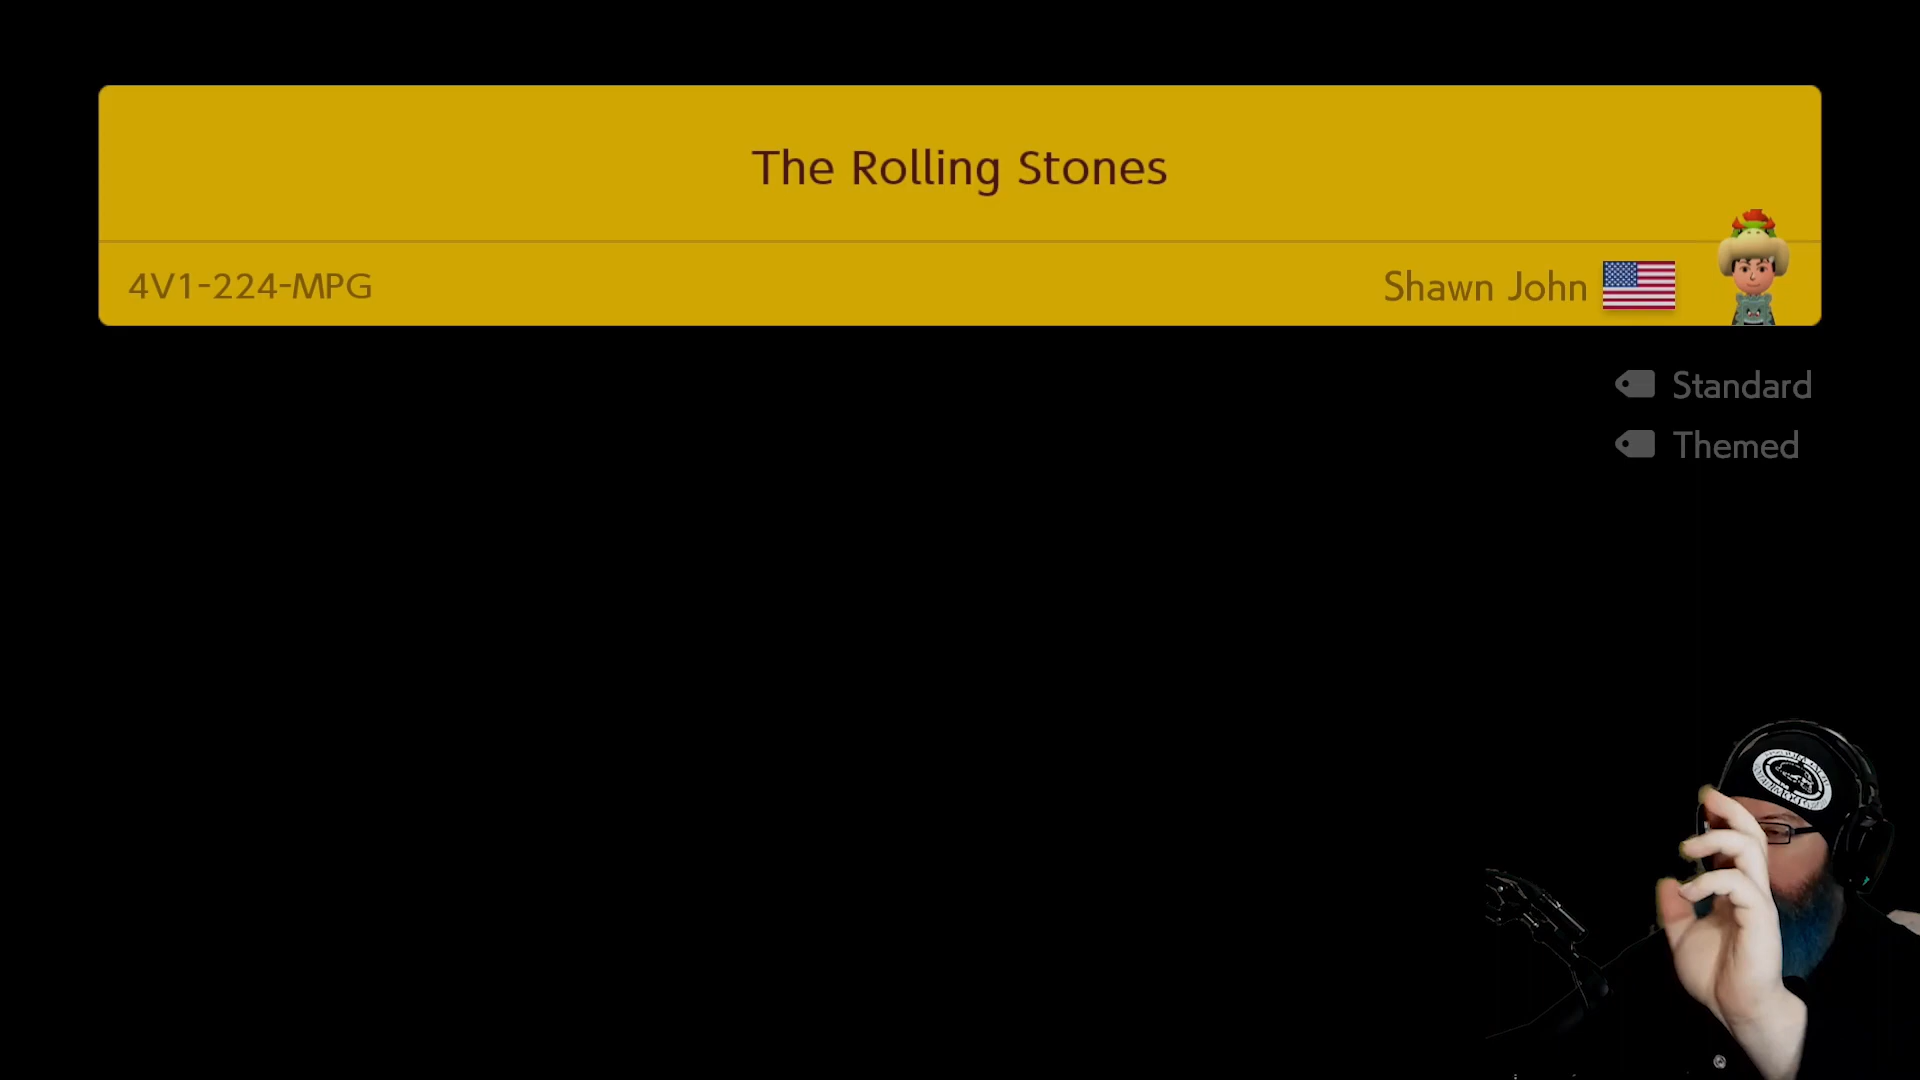 The Rolling Stones
4V1-224-MPG
Shawn John
Standard
Themed